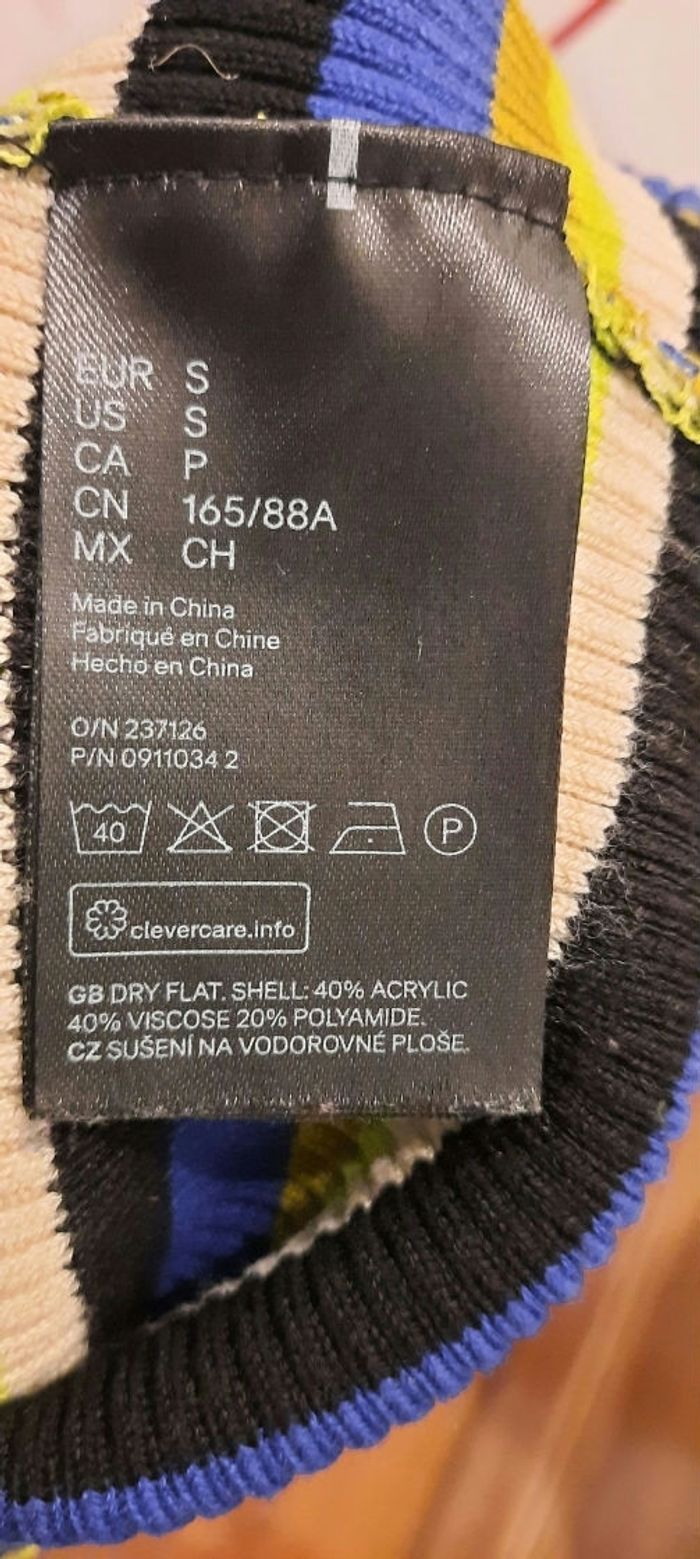 EUR S
US S
CA P
CN 165/88A
MX CH
Made in China
Fabriqué en Chine
Hecho en China
O/N 237126
P/N 0911034 2
40 P
clevercare.info
GB DRY FLAT. SHELL: 40% ACRYLIC
40% VISCOSE 20% POLYAMIDE.
CZ SUŠENÍ NA VODOROVNÉ PLOŠE.